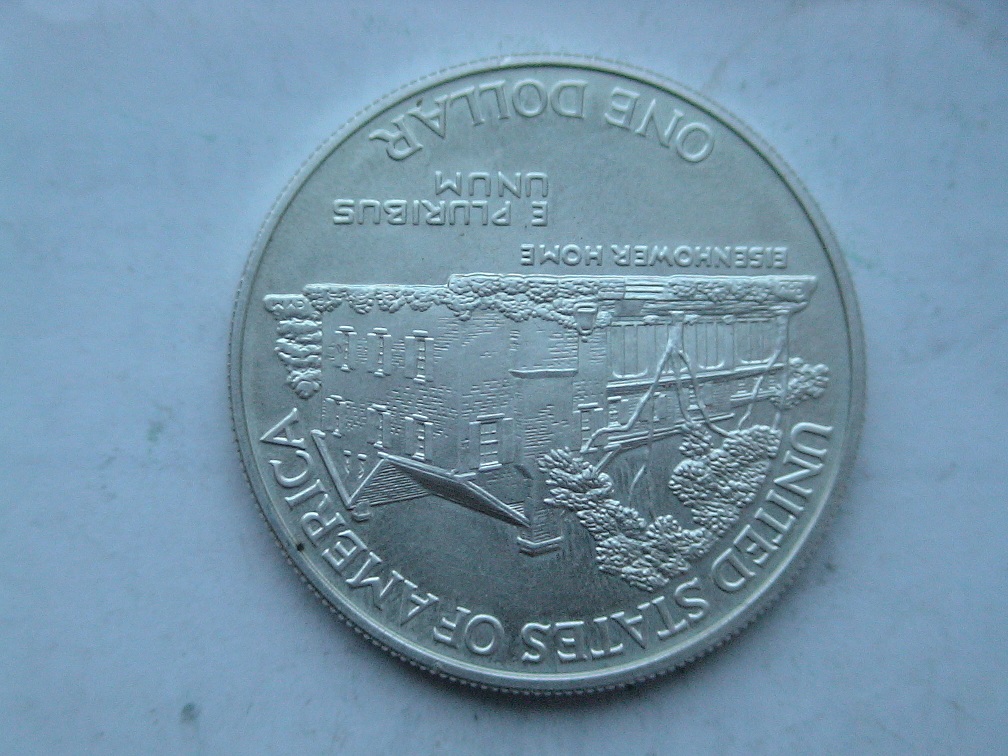 UNITED STATES OF AMERICA
EISENHOWER HOME
E PLURIBUS
UNUM
ONE DOLLAR